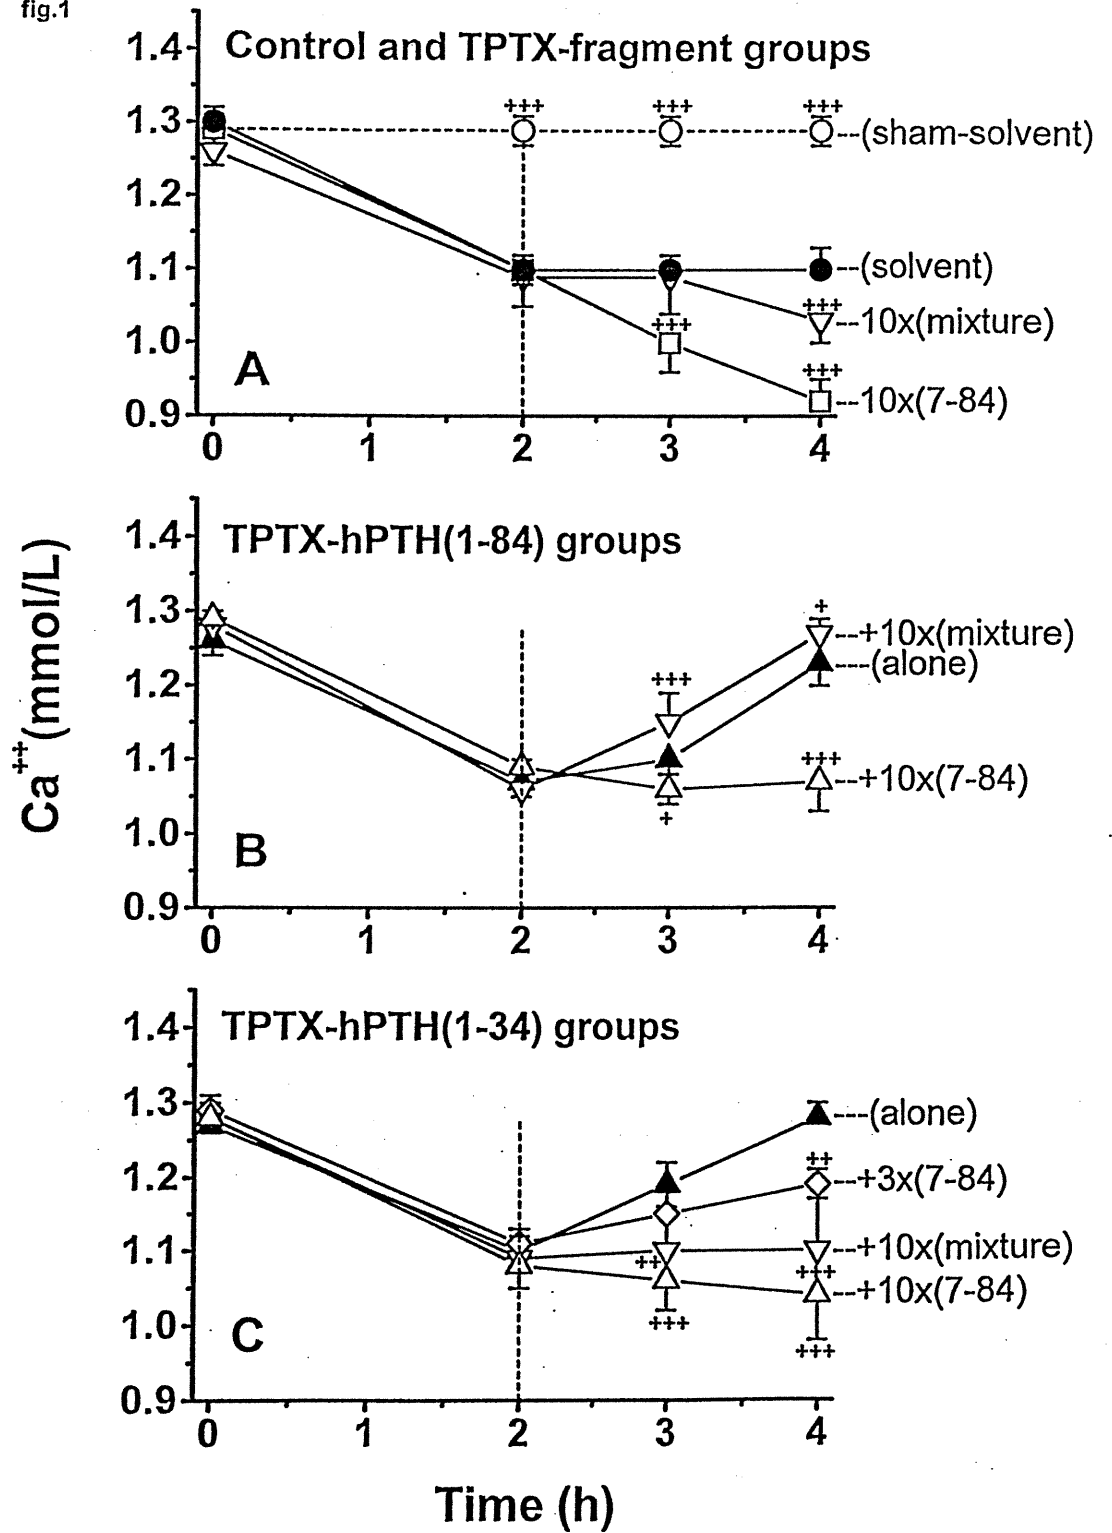 fig.1
Control and TPTX-fragment groups
1.4
1.3
1.2
1.1
1.0
0.9
+++ +++ +++
--(sham-solvent)
--(solvent)
+++
--10x(mixture)
+++
+++
--10x(7-84)
A
0 1 2 3 4
TPTX-hPTH(1-84) groups
1.4
1.3
1.2
1.1
1.0
0.9
+
--+10x(mixture)
---(alone)
+++
+++
--+10x(7-84)
+
B
0 1 2 3 4
Ca++(mmol/L)
TPTX-hPTH(1-34) groups
1.4
1.3
1.2
1.1
1.0
0.9
---(alone)
++
--+3x(7-84)
--+10x(mixture)
++
+++
--+10x(7-84)
+++
+++
C
0 1 2 3 4
Time (h)